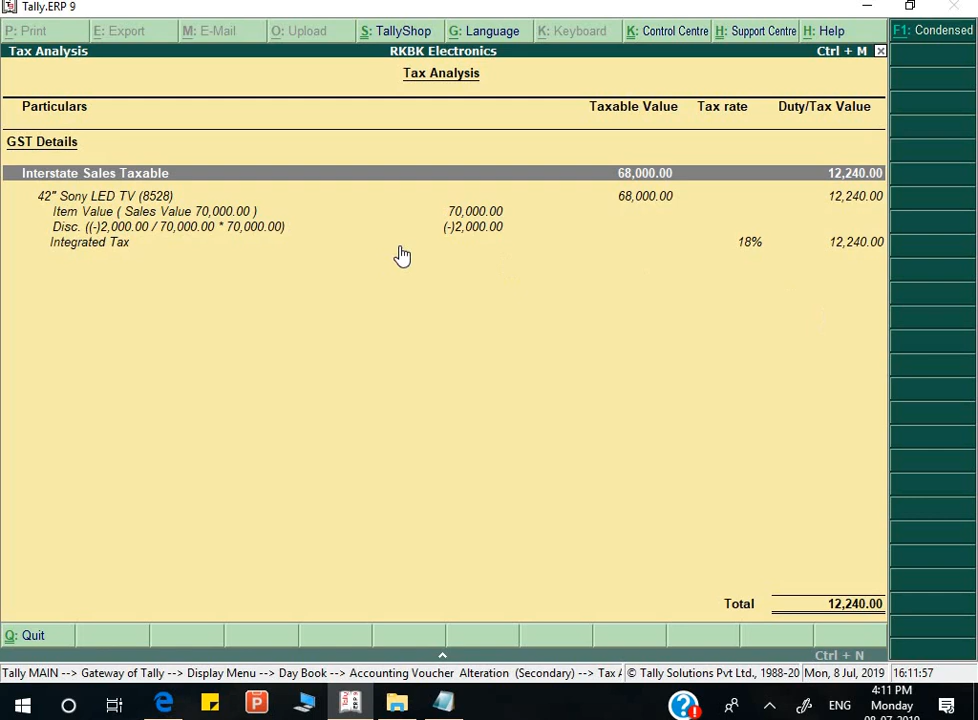 Tally.ERP 9
P: Print E: Export M: E-Mail O: Upload S: TallyShop G: Language K: Keyboard K: Control Centre H: Support Centre H: Help F1: Condensed
Tax Analysis RKBK Electronics Ctrl + M
Tax Analysis
Particulars Taxable Value Tax rate Duty/Tax Value
GST Details
Interstate Sales Taxable 68,000.00 12,240.00
42" Sony LED TV (8528) 68,000.00 12,240.00
Item Value ( Sales Value 70,000.00 ) 70,000.00
Disc. ((-)2,000.00 / 70,000.00 * 70,000.00) (-)2,000.00
Integrated Tax 18% 12,240.00
Total 12,240.00
Q: Quit
Ctrl + N
Tally MAIN --> Gateway of Tally --> Display Menu --> Day Book --> Accounting Voucher Alteration (Secondary) --> Tax A © Tally Solutions Pvt Ltd., 1988-20 Mon, 8 Jul, 2019 16:11:57
4:11 PM
ENG Monday
08-07-2019